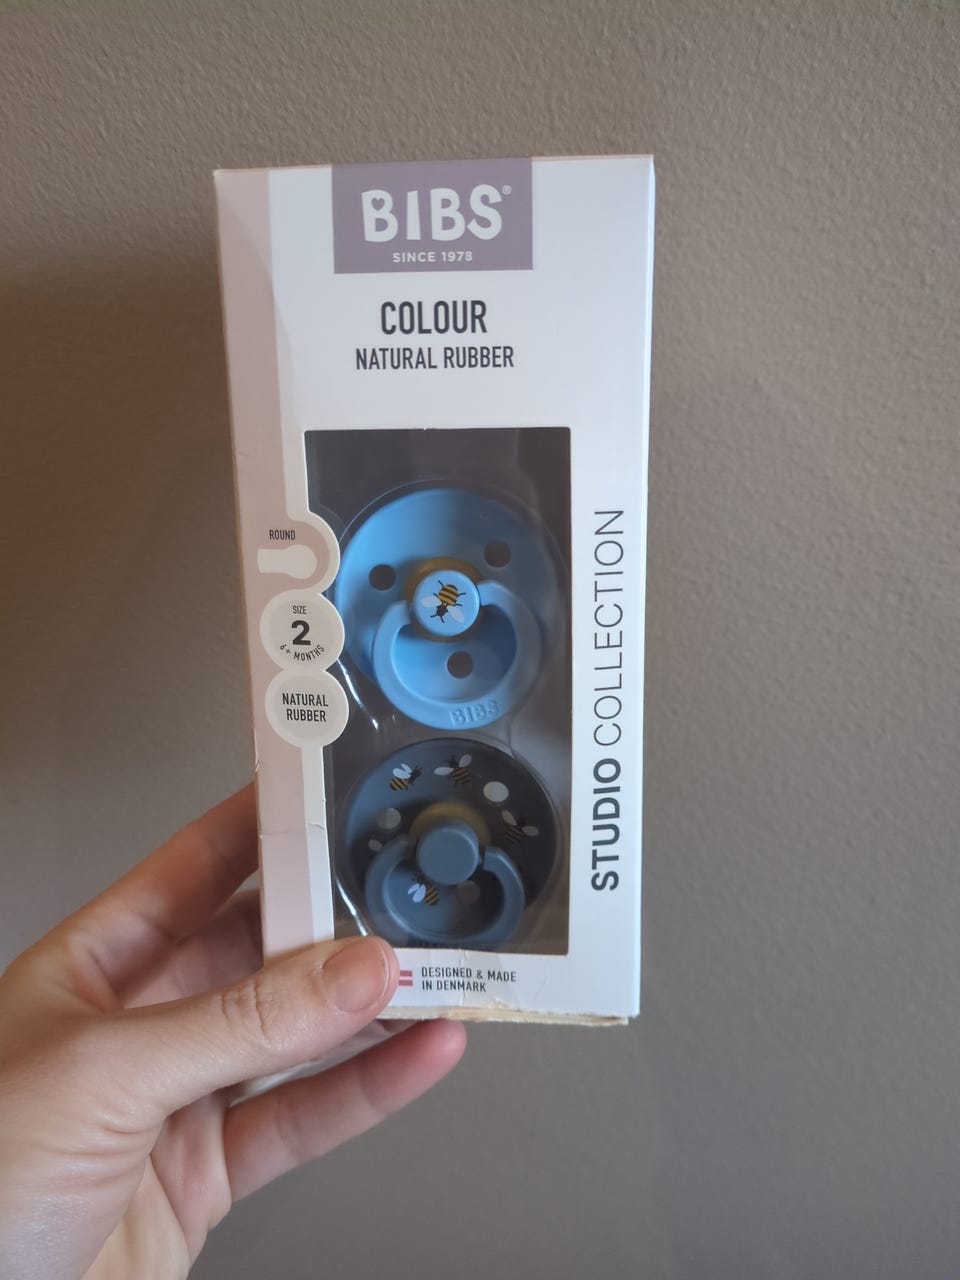 BIBS®
SINCE 1978
COLOUR
NATURAL RUBBER
ROUND
SIZE
2
6+ MONTHS
NATURAL
RUBBER
BIBS
STUDIO COLLECTION
DESIGNED & MADE
IN DENMARK